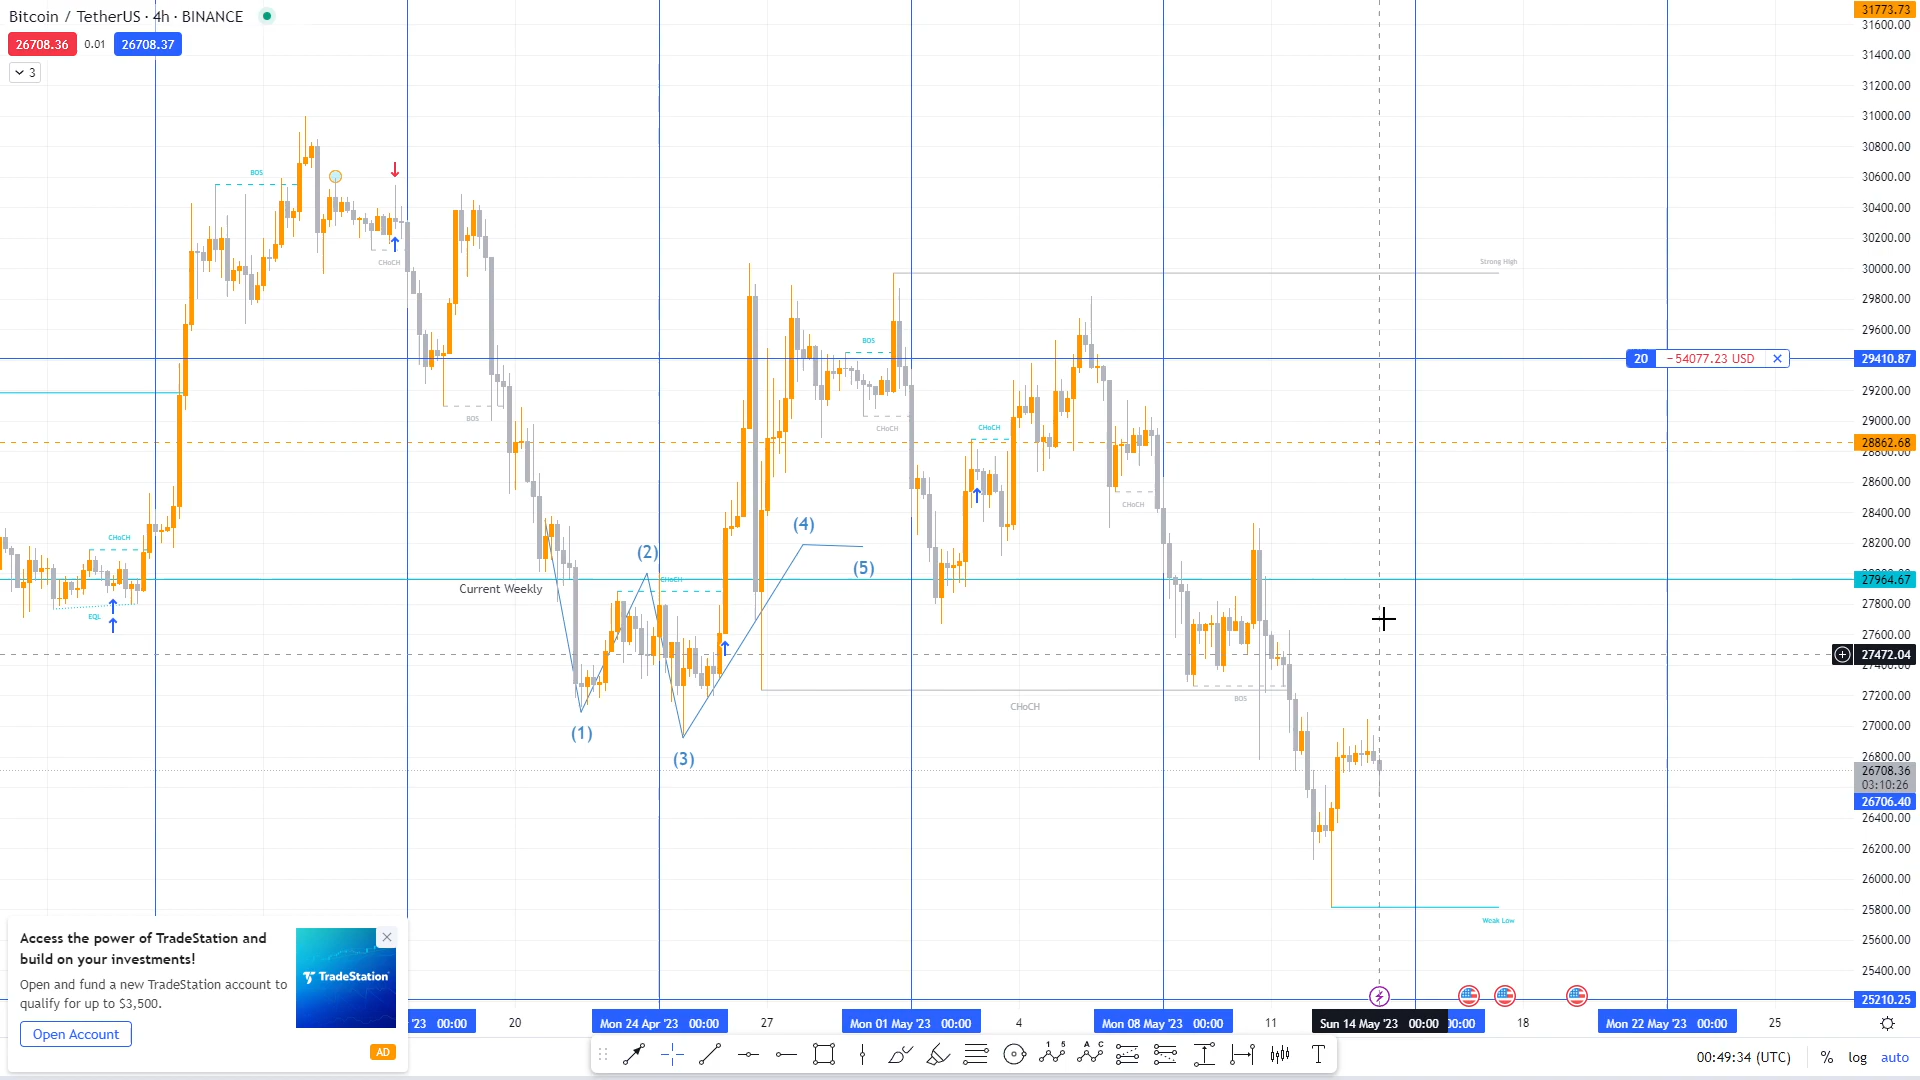 Bitcoin / TetherUS · 4h · BINANCE
26708.36 0.01 26708.37
3
31773.73
31600.00
31400.00
31200.00
31000.00
30800.00
30600.00
30400.00
30200.00
30000.00
29800.00
29600.00
29410.87
29200.00
29000.00
28862.68
28800.00
28600.00
28400.00
28200.00
27964.67
27800.00
27600.00
27472.04
27400.00
27200.00
27000.00
26800.00
26708.36
03:10:26
26706.40
26400.00
26200.00
26000.00
25800.00
25600.00
25400.00
25210.25
BOS
CHoCH
Strong High
BOS
20 −54077.23 USD
BOS
CHoCH
CHoCH
CHoCH
CHoCH
(4)
(2)
(5)
CHoCH
Current Weekly
EQL
BOS
CHoCH
(1)
(3)
Weak Low
Access the power of TradeStation and
build on your investments!
Open and fund a new TradeStation account to
qualify for up to $3,500.
TradeStation
Open Account
AD
'23 00:00
20
Mon 24 Apr '23 00:00
27
Mon 01 May '23 00:00
4
Mon 08 May '23 00:00
11
Sun 14 May '23 00:00
00:00
18
Mon 22 May '23 00:00
25
00:49:34 (UTC) % log auto